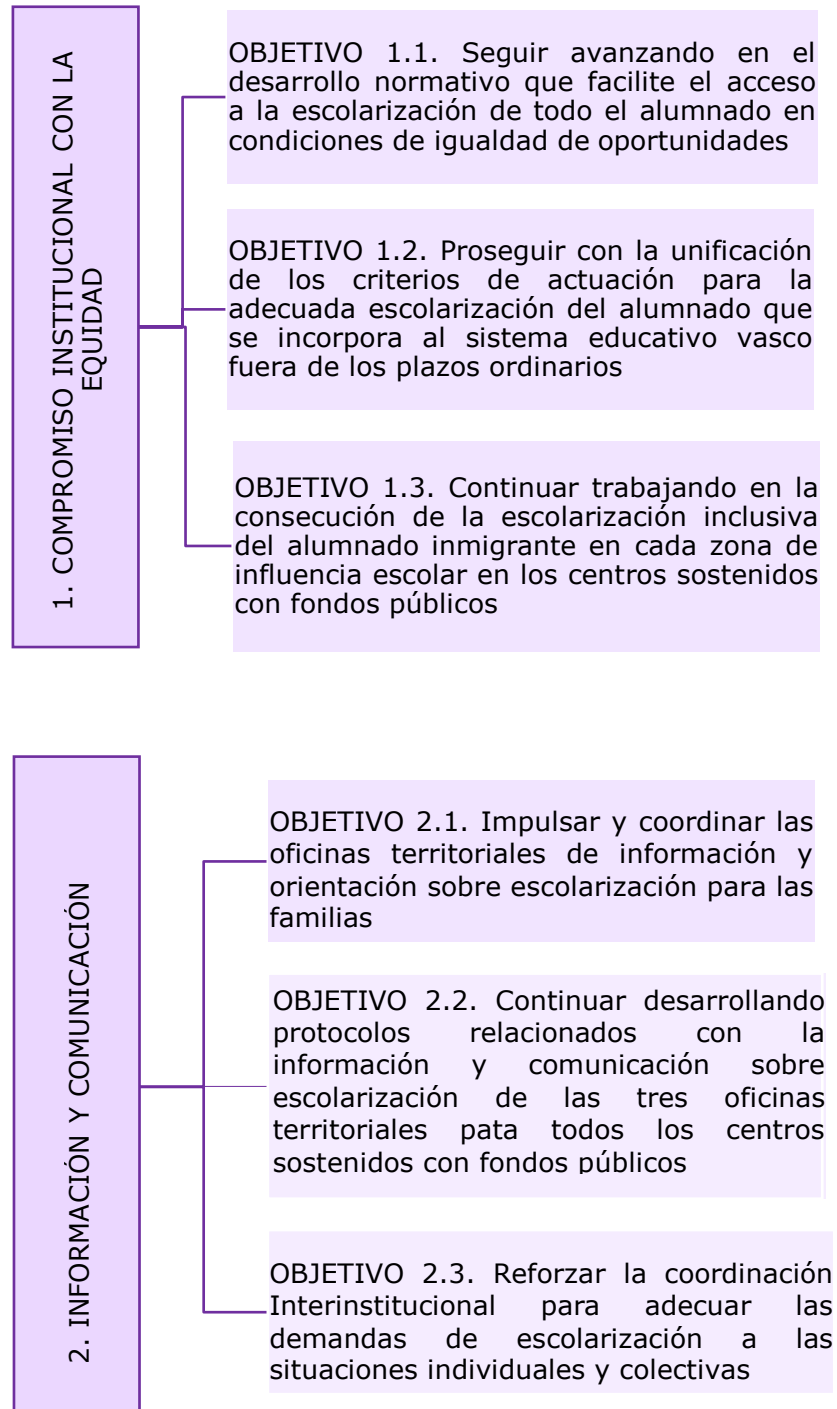 1. COMPROMISO INSTITUCIONAL CON LA
EQUIDAD
OBJETIVO 1.1. Seguir avanzando en el
desarrollo normativo que facilite el acceso
a la escolarización de todo el alumnado en
condiciones de igualdad de oportunidades
OBJETIVO 1.2. Proseguir con la unificación
de los criterios de actuación para la
adecuada escolarización del alumnado que
se incorpora al sistema educativo vasco
fuera de los plazos ordinarios
OBJETIVO 1.3. Continuar trabajando en la
consecución de la escolarización inclusiva
del alumnado inmigrante en cada zona de
influencia escolar en los centros sostenidos
con fondos públicos
2. INFORMACIÓN Y COMUNICACIÓN
OBJETIVO 2.1. Impulsar y coordinar las
oficinas territoriales de información y
orientación sobre escolarización para las
familias
OBJETIVO 2.2. Continuar desarrollando
protocolos relacionados con la
información y comunicación sobre
escolarización de las tres oficinas
territoriales pata todos los centros
sostenidos con fondos públicos
OBJETIVO 2.3. Reforzar la coordinación
Interinstitucional para adecuar las
demandas de escolarización a las
situaciones individuales y colectivas